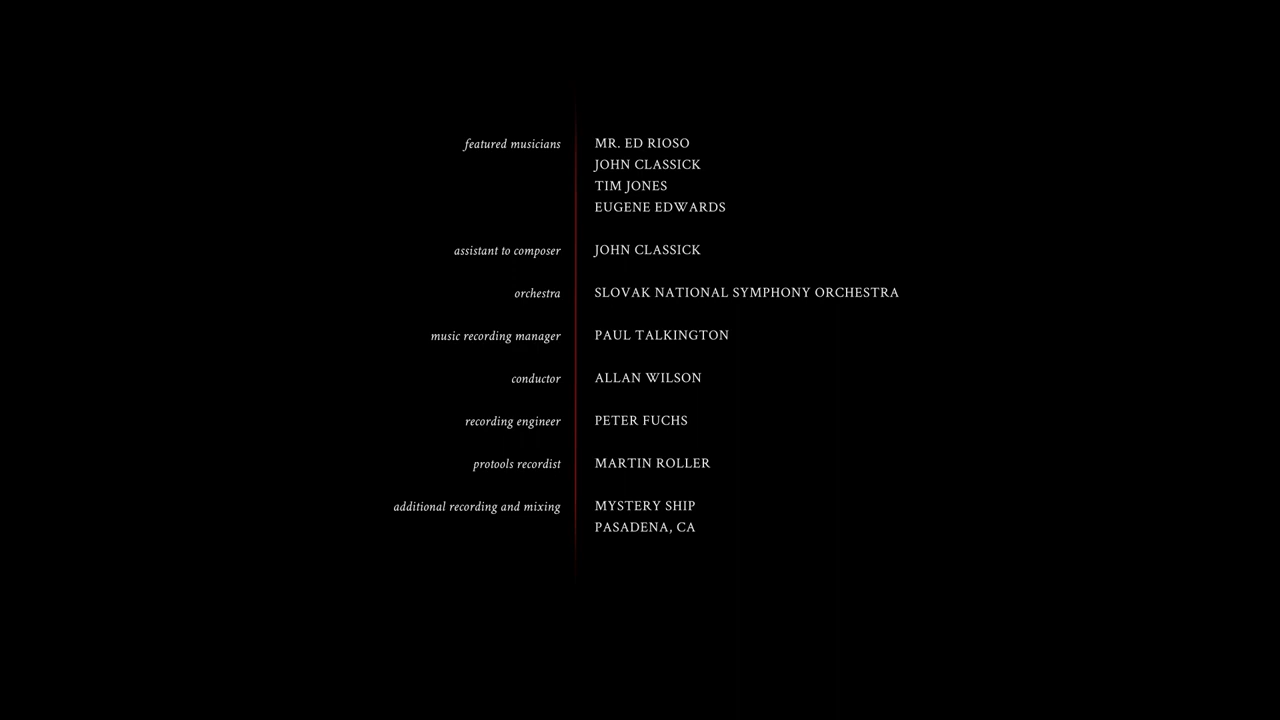 featured musicians MR. ED RIOSO
JOHN CLASSICK
TIM JONES
EUGENE EDWARDS
assistant to composer JOHN CLASSICK
orchestra SLOVAK NATIONAL SYMPHONY ORCHESTRA
music recording manager PAUL TALKINGTON
conductor ALLAN WILSON
recording engineer PETER FUCHS
protools recordist MARTIN ROLLER
additional recording and mixing MYSTERY SHIP
PASADENA, CA